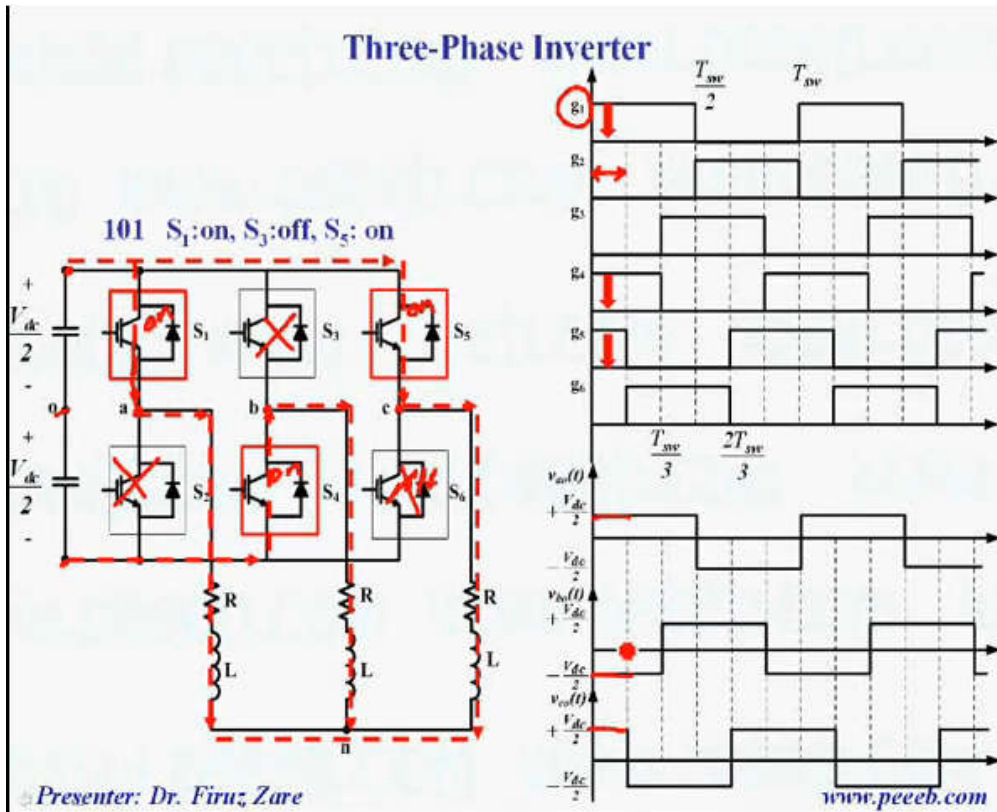 Three-Phase Inverter
101 S1:on, S3:off, S5: on
+
Vdc
2
-
o
+
Vdc
2
-
a
b
c
on
S1
S3
on
S5
S2
on
S4
S6
R
L
R
L
R
L
n
Tsw
2
Tsw
g1
g2
g3
g4
g5
g6
Tsw
3
2Tsw
3
vao(t)
+Vdc
2
-Vdc
2
vbo(t)
+Vdc
2
-Vdc
2
vco(t)
+Vdc
2
-Vdc
2
Presenter: Dr. Firuz Zare
www.peeeb.com